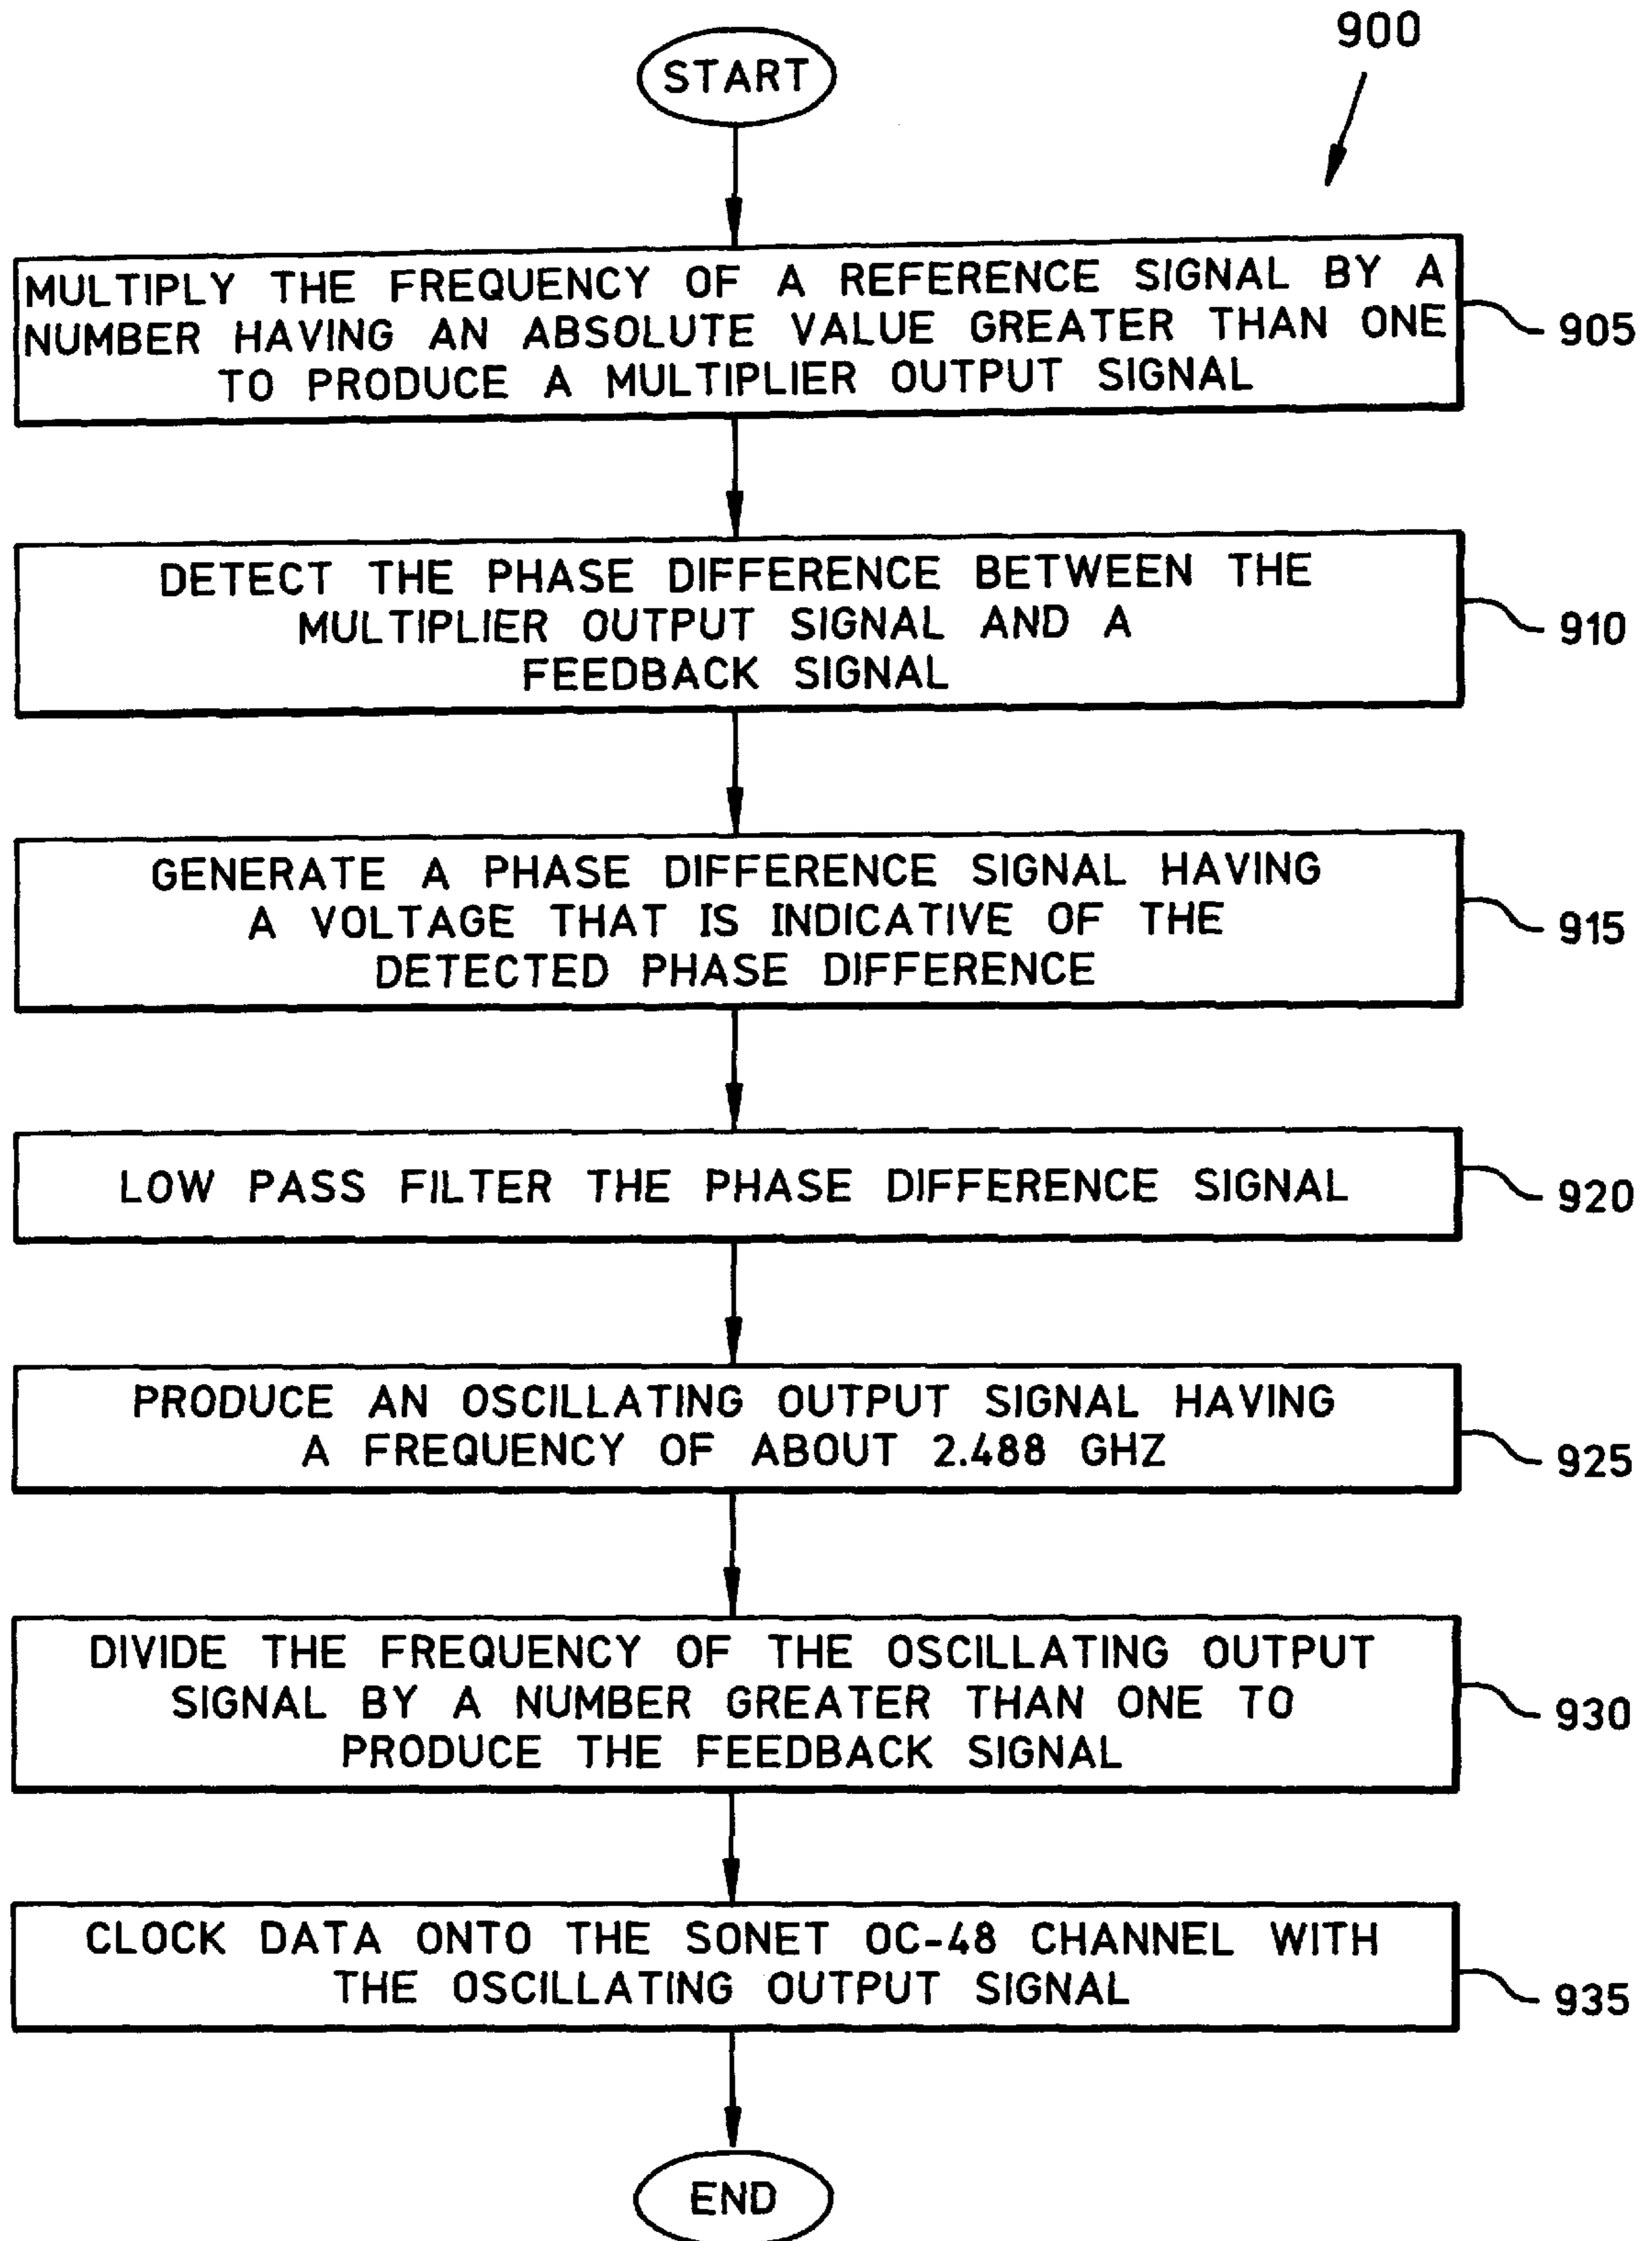 900
START
MULTIPLY THE FREQUENCY OF A REFERENCE SIGNAL BY A
NUMBER HAVING AN ABSOLUTE VALUE GREATER THAN ONE
TO PRODUCE A MULTIPLIER OUTPUT SIGNAL
905
DETECT THE PHASE DIFFERENCE BETWEEN THE
MULTIPLIER OUTPUT SIGNAL AND A
FEEDBACK SIGNAL
910
GENERATE A PHASE DIFFERENCE SIGNAL HAVING
A VOLTAGE THAT IS INDICATIVE OF THE
DETECTED PHASE DIFFERENCE
915
LOW PASS FILTER THE PHASE DIFFERENCE SIGNAL
920
PRODUCE AN OSCILLATING OUTPUT SIGNAL HAVING
A FREQUENCY OF ABOUT 2.488 GHZ
925
DIVIDE THE FREQUENCY OF THE OSCILLATING OUTPUT
SIGNAL BY A NUMBER GREATER THAN ONE TO
PRODUCE THE FEEDBACK SIGNAL
930
CLOCK DATA ONTO THE SONET OC-48 CHANNEL WITH
THE OSCILLATING OUTPUT SIGNAL
935
END